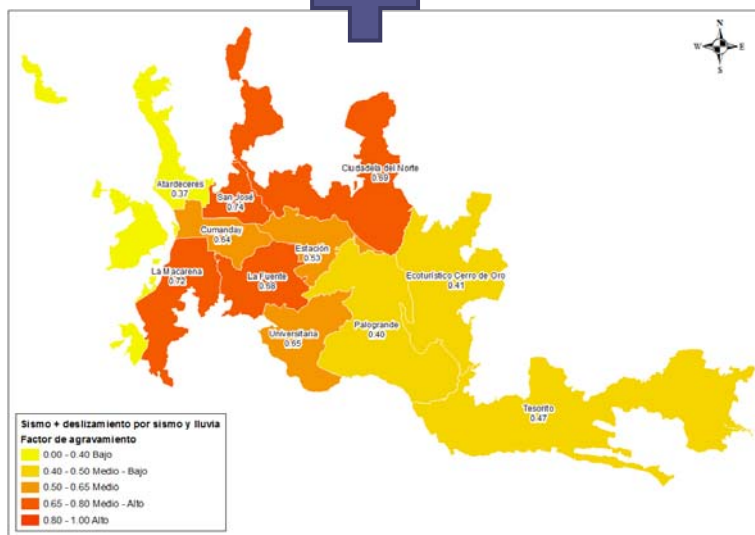 N
W E
S
Ciudadela del Norte
0.69
Atardeceres
0.37
San José
0.74
Cumanday
0.64
Estación
0.53
La Macarena
0.72
La Fuente
0.68
Ecoturístico Cerro de Oro
0.41
Universitaria
0.65
Palogrande
0.40
Tesorito
0.47
Sismo + deslizamiento por sismo y lluvia
Factor de agravamiento
0.00 - 0.40 Bajo
0.40 - 0.50 Medio - Bajo
0.50 - 0.65 Medio
0.65 - 0.80 Medio - Alto
0.80 - 1.00 Alto